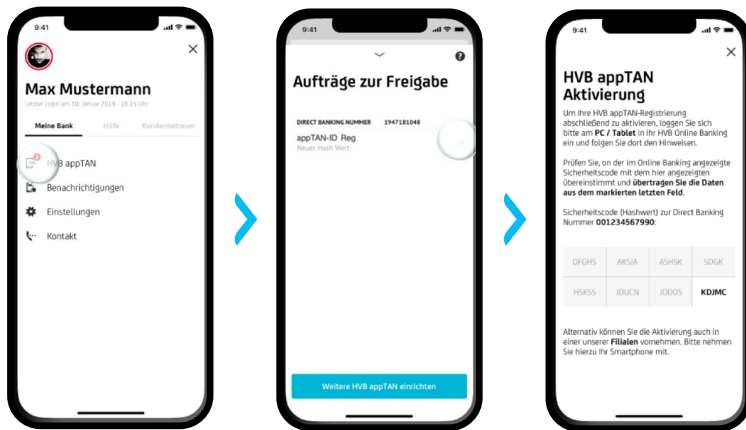 9:41
Max Mustermann
Letzter Login am 10. Januar 2019 - 18.15 Uhr
Meine Bank Hilfe Kundenbetreuer
HVB appTAN
Benachrichtigungen
Einstellungen
Kontakt
9:41
Aufträge zur Freigabe
DIRECT BANKING NUMMER 1947181048
appTAN-ID Reg
Neuer Hash Wert
Weitere HVB appTAN einrichten
9:41
HVB appTAN
Aktivierung
Um Ihre HVB appTAN-Registrierung
abschließend zu aktivieren, loggen Sie sich
bitte am PC / Tablet in Ihr HVB Online Banking
ein und folgen Sie dort den Hinweisen.
Prüfen Sie, on der im Online Banking angezeigte
Sicherheitscode mit dem hier angezeigten
übereinstimmt und übertragen Sie die Daten
aus dem markierten letzten Feld.
Sicherheitscode (Hashwert) zur Direct Banking
Nummer 001234567990:
DFGHS AKSJA ASHSK SDGK
HSKSS JDUCN JDOOS KDJMC
Alternativ können Sie die Aktivierung auch in
einer unserer Filialen vornehmen. Bitte nehmen
Sie hierzu Ihr Smartphone mit.